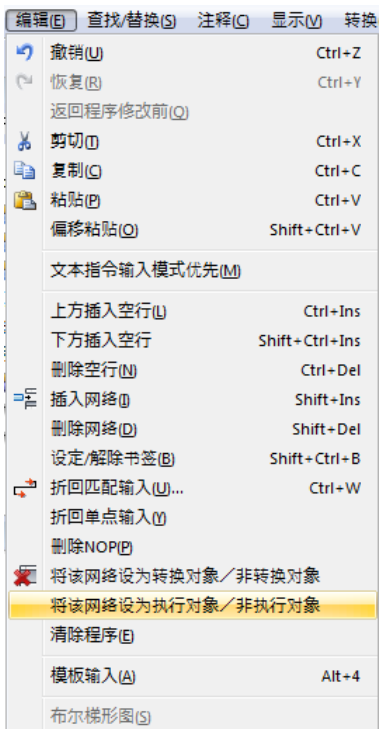 编辑(E) 查找/替换(S) 注释(C) 显示(V) 转换
撤销(U) Ctrl+Z
恢复(R) Ctrl+Y
返回程序修改前(Q)
剪切(T) Ctrl+X
复制(C) Ctrl+C
粘贴(P) Ctrl+V
偏移粘贴(O) Shift+Ctrl+V
文本指令输入模式优先(M)
上方插入空行(L) Ctrl+Ins
下方插入空行 Shift+Ctrl+Ins
删除空行(N) Ctrl+Del
插入网络(I) Shift+Ins
删除网络(D) Shift+Del
设定/解除书签(B) Shift+Ctrl+B
折回匹配输入(U)... Ctrl+W
折回单点输入(Y)
删除NOP(P)
将该网络设为转换对象／非转换对象
将该网络设为执行对象／非执行对象
清除程序(E)
模板输入(A) Alt+4
布尔梯形图(S)